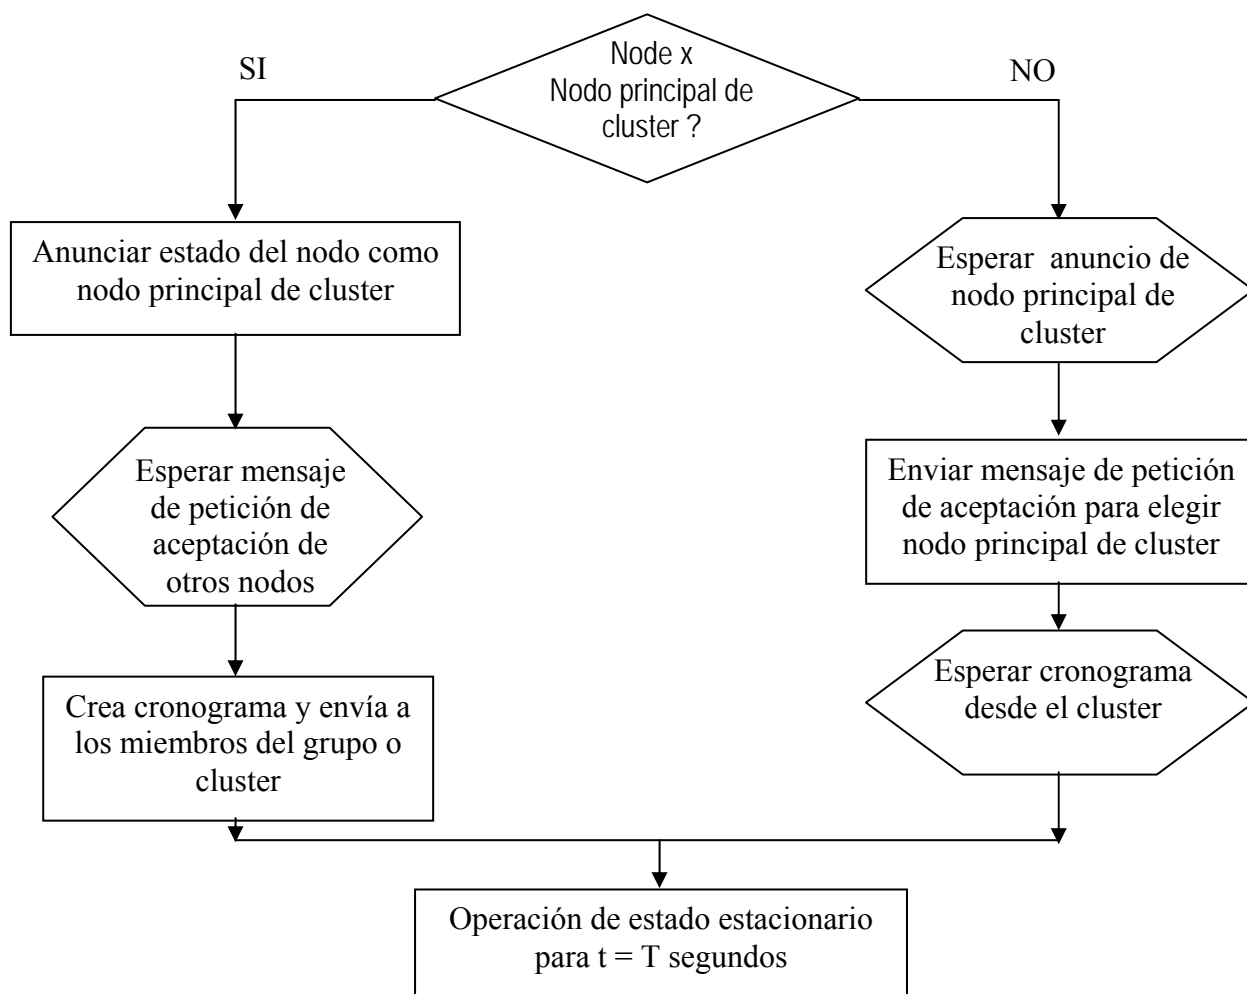 Node x
Nodo principal de
cluster ?
SI
NO
Anunciar estado del nodo como
nodo principal de cluster
Esperar mensaje
de petición de
aceptación de
otros nodos
Crea cronograma y envía a
los miembros del grupo o
cluster
Esperar anuncio de
nodo principal de
cluster
Enviar mensaje de petición
de aceptación para elegir
nodo principal de cluster
Esperar cronograma
desde el cluster
Operación de estado estacionario
para t = T segundos